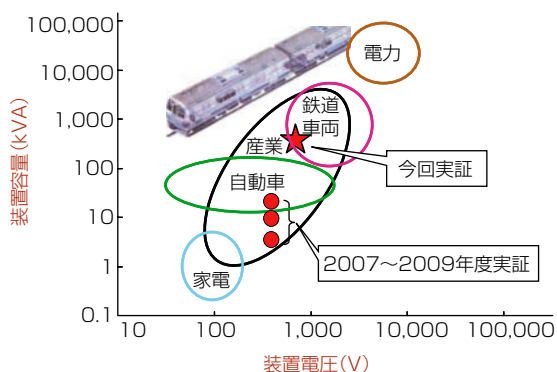 装置容量(kVA)
100,000
10,000
1,000
100
10
1
0.1
電力
鉄道
車両
産業
今回実証
自動車
2007～2009年度実証
家電
10
100
1,000
10,000
100,000
装置電圧(V)